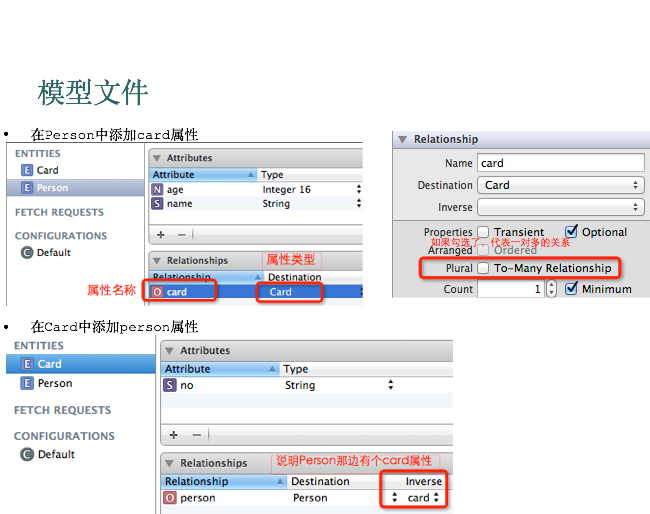 模型文件
• 在Person中添加card属性
ENTITIES
E Card
E Person
FETCH REQUESTS
CONFIGURATIONS
C Default
Attributes
Attribute Type
N age Integer 16
S name String
+ −
Relationships 属性类型
Relationship Destination
属性名称 O card Card
Relationship
Name card
Destination Card
Inverse
Properties Transient Optional
如果勾选了，代表一对多的关系
Arranged Ordered
Plural To-Many Relationship
Count 1 Minimum
• 在Card中添加person属性
ENTITIES
E Card
E Person
FETCH REQUESTS
CONFIGURATIONS
C Default
Attributes
Attribute Type
S no String
+ −
Relationships 说明Person那边有个card属性
Relationship Destination Inverse
O person Person card